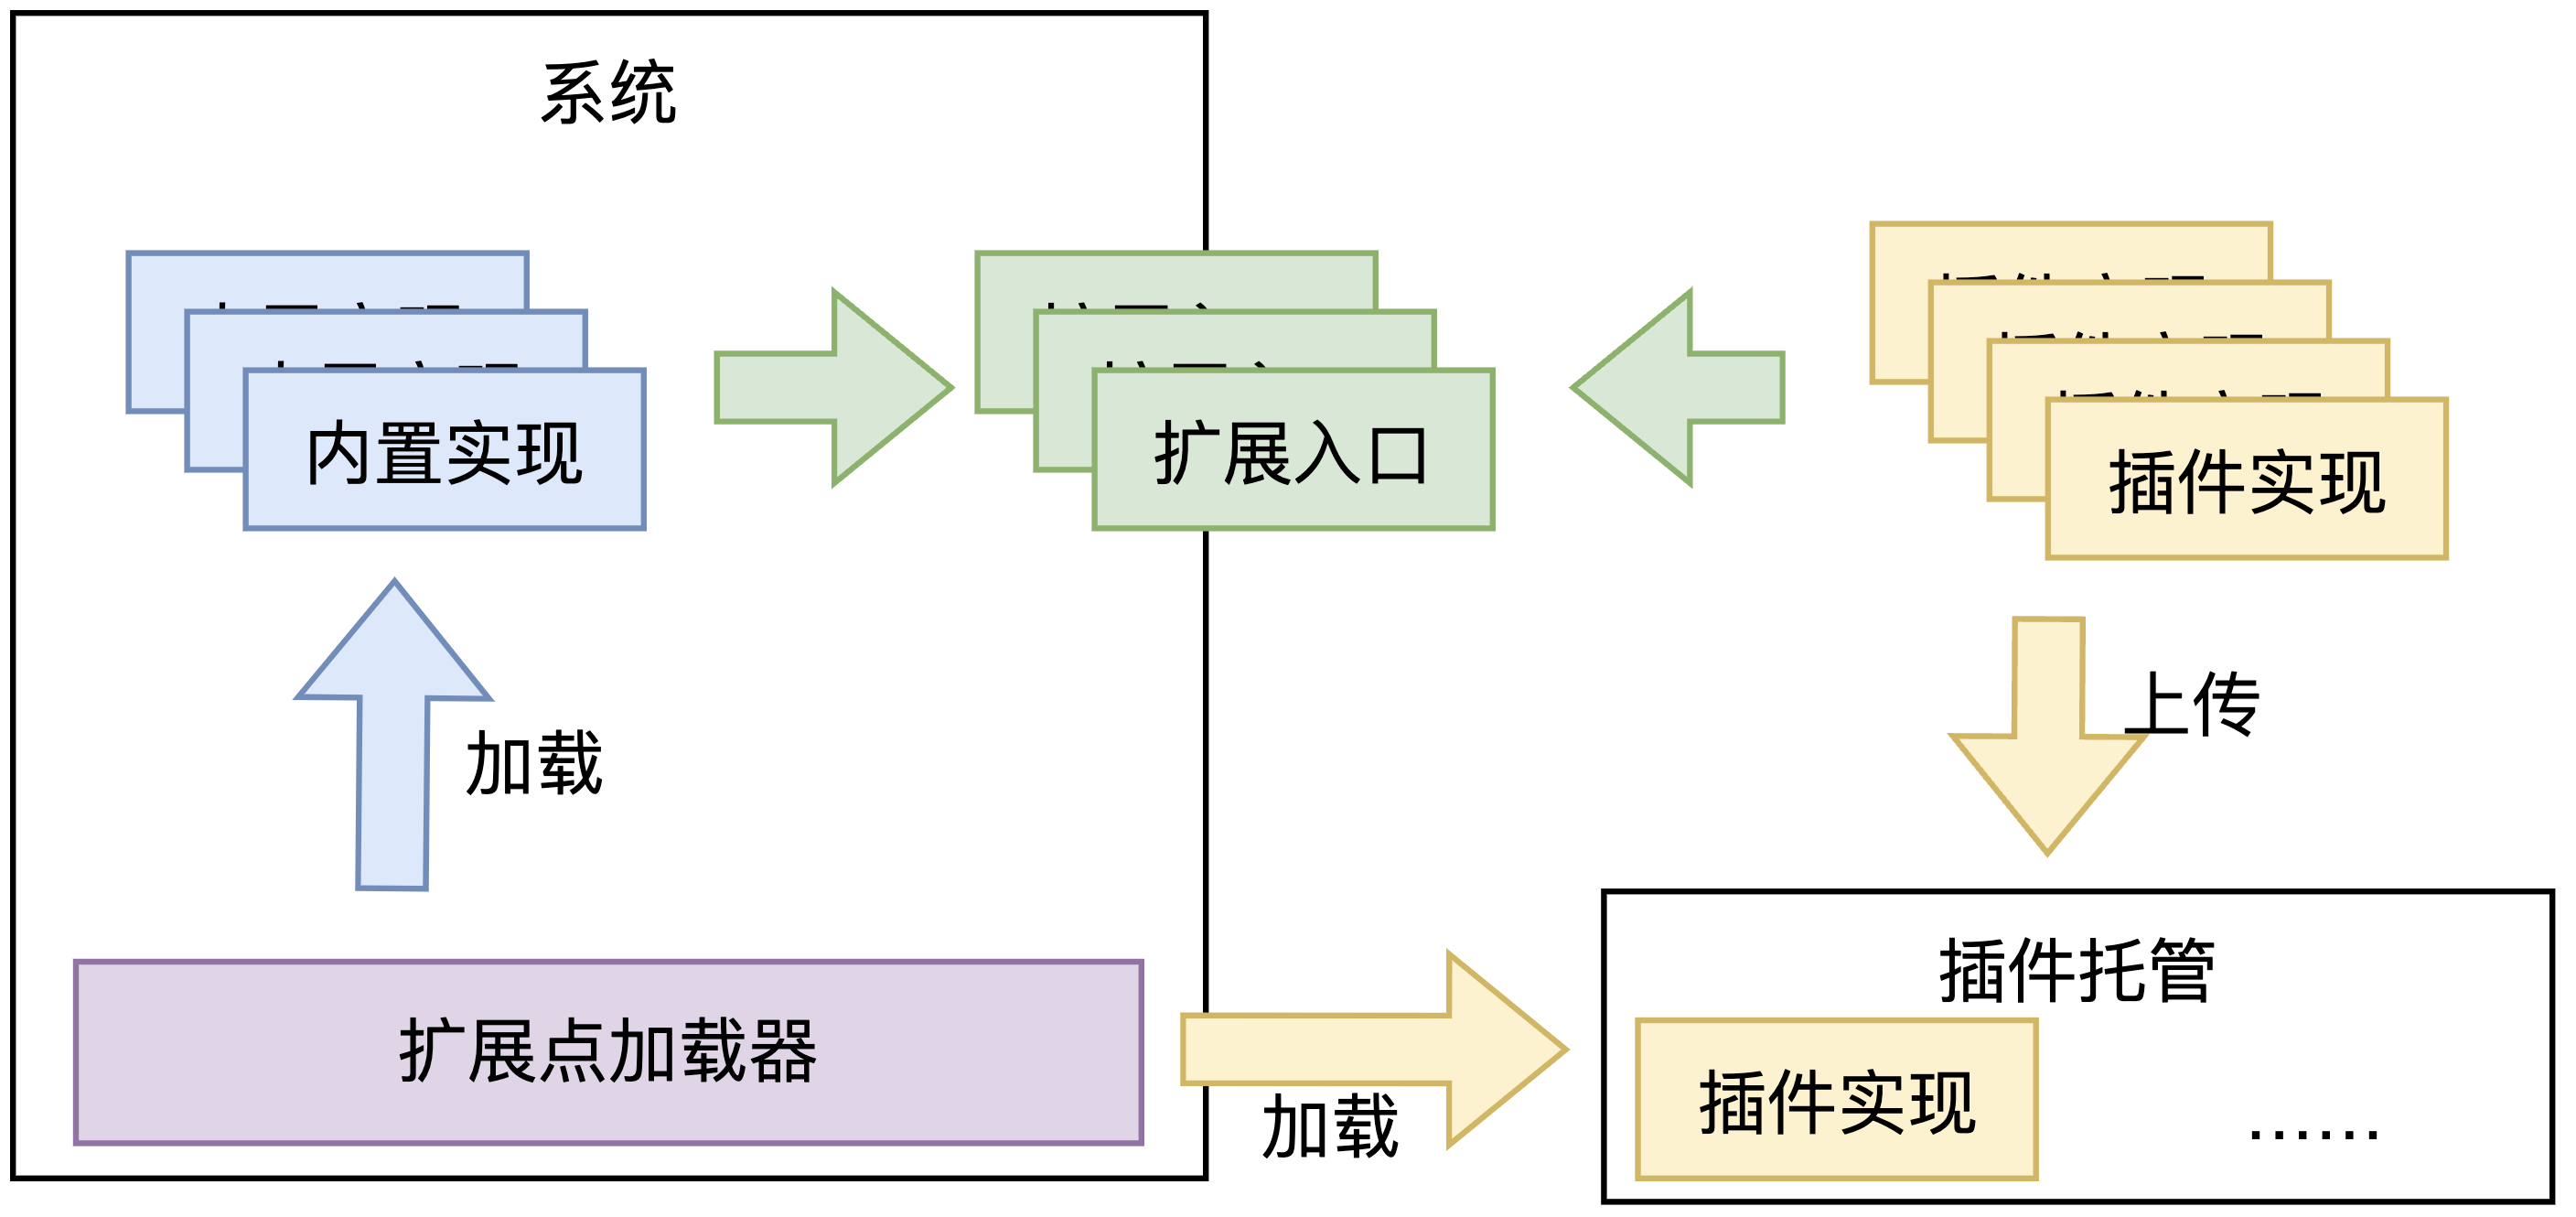 系统
内置实现
扩展入口
插件实现
加载
上传
扩展点加载器
加载
插件托管
插件实现
......